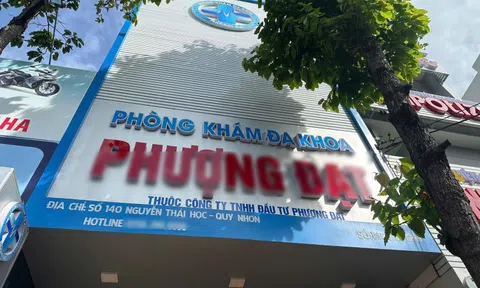 PHÒNG KHÁM ĐA KHOA
PHƯỢNG ĐẠT
THUỘC CÔNG TY TNHH ĐẦU TƯ PHƯỢNG ĐẠT
ĐỊA CHỈ: SỐ 140 NGUYỄN THÁI HỌC - QUY NHƠN
HOTLINE